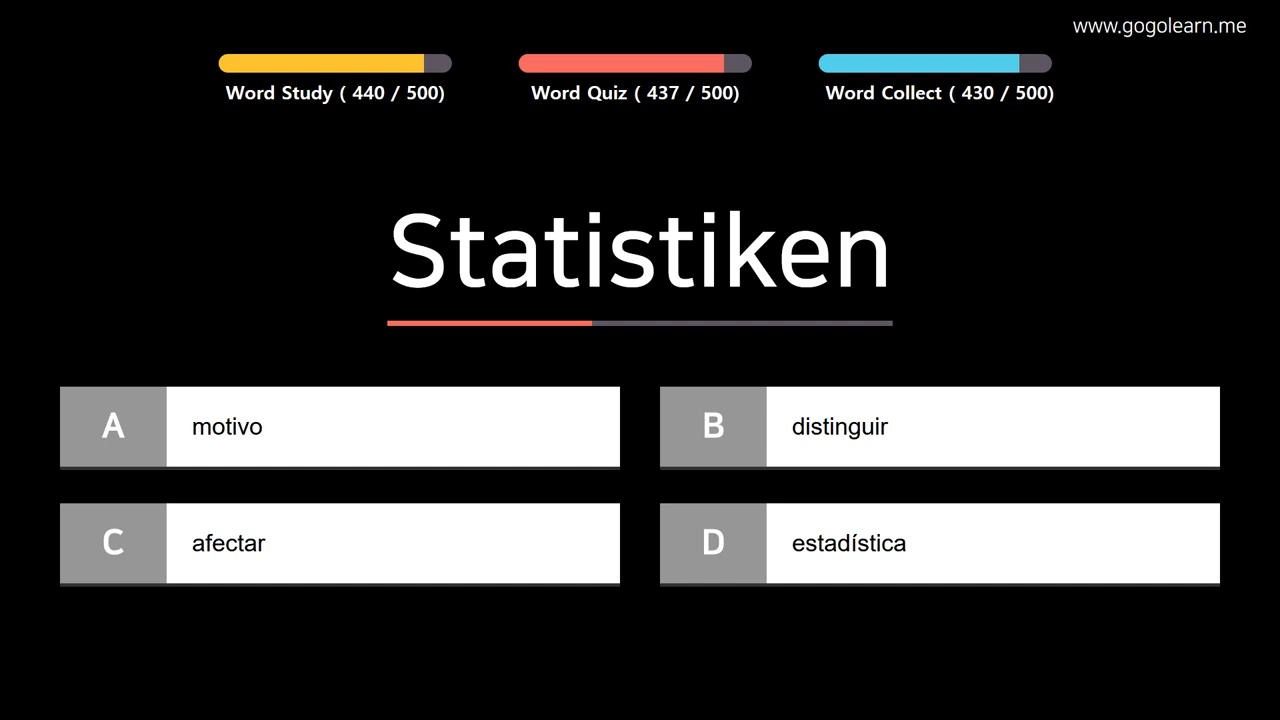 www.gogolearn.me
Word Study ( 440 / 500)
Word Quiz ( 437 / 500)
Word Collect ( 430 / 500)
Statistiken
A motivo
B distinguir
C afectar
D estadística